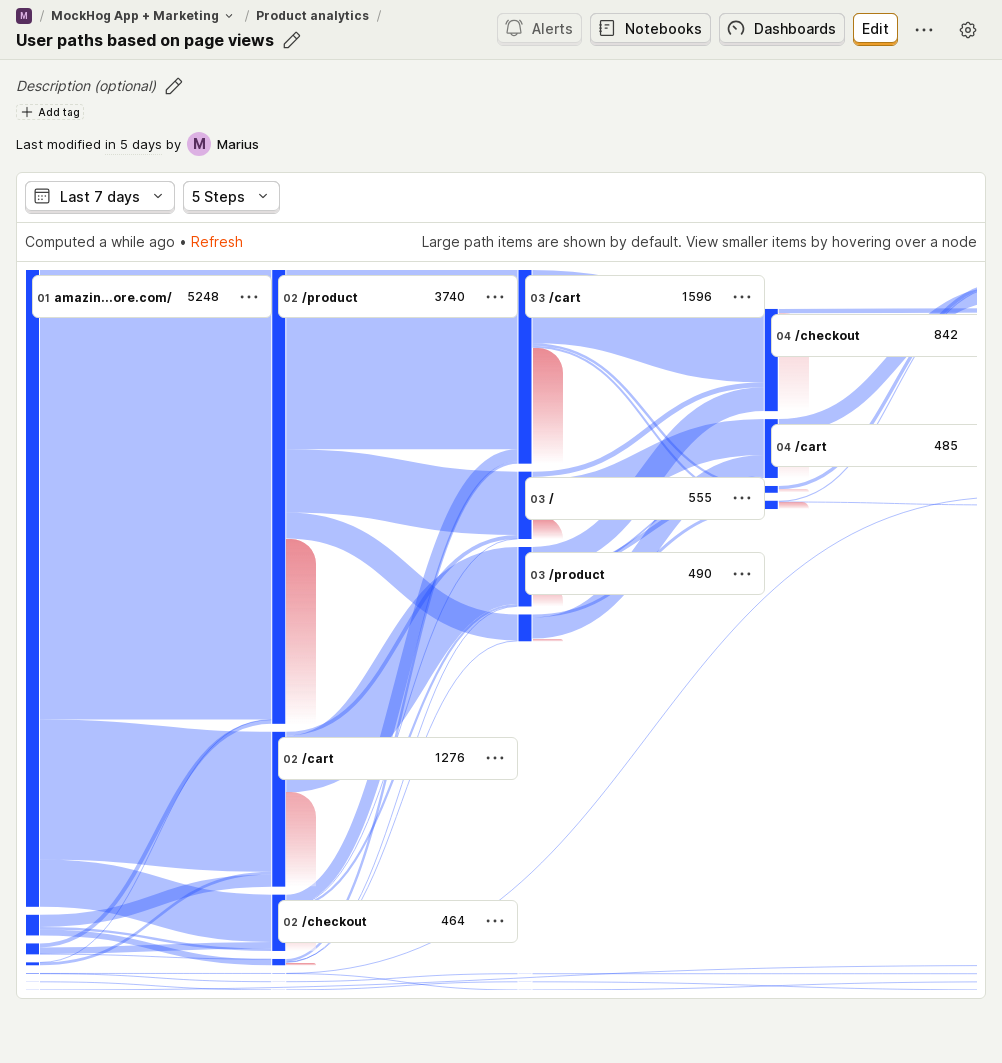 M / MockHog App + Marketing / Product analytics /
User paths based on page views
Alerts Notebooks Dashboards Edit
Description (optional)
Add tag
Last modified in 5 days by M Marius
Last 7 days 5 Steps
Computed a while ago • Refresh Large path items are shown by default. View smaller items by hovering over a node
01 amazin...ore.com/ 5248
02 /product 3740
03 /cart 1596
04 /checkout 842
04 /cart 485
03 / 555
03 /product 490
02 /cart 1276
02 /checkout 464